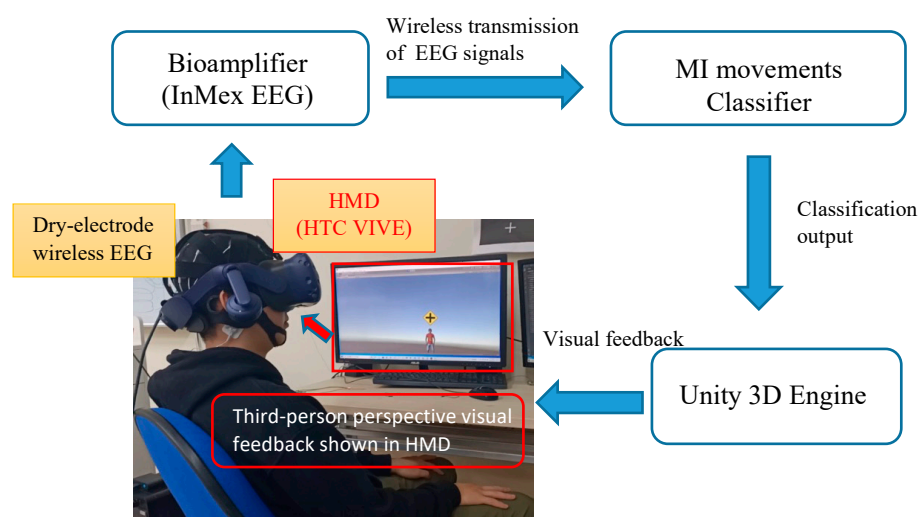 Wireless transmission
of EEG signals
Bioamplifier
(InMex EEG)
MI movements
Classifier
HMD
(HTC VIVE)
Dry-electrode
wireless EEG
Classification
output
Visual feedback
Unity 3D Engine
Third-person perspective visual
feedback shown in HMD